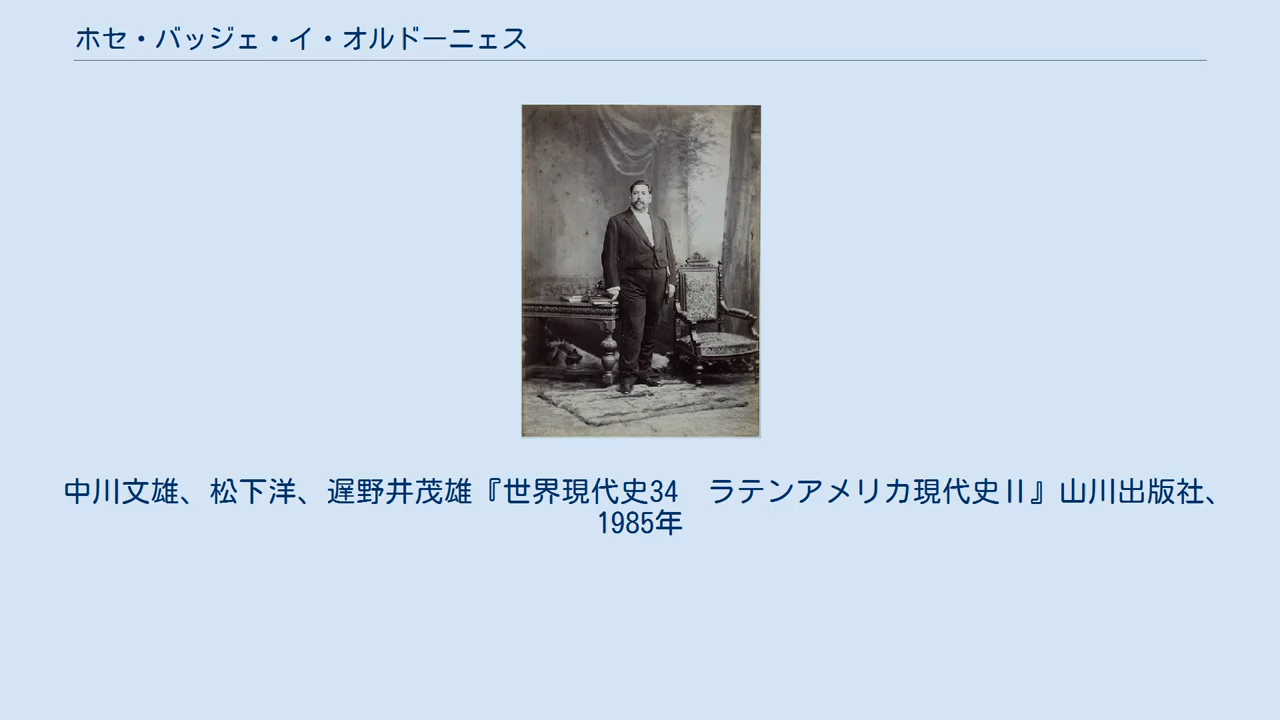 ホセ・バッジェ・イ・オルドーニェス
中川文雄、松下洋、遅野井茂雄『世界現代史34　ラテンアメリカ現代史Ⅱ』山川出版社、
1985年